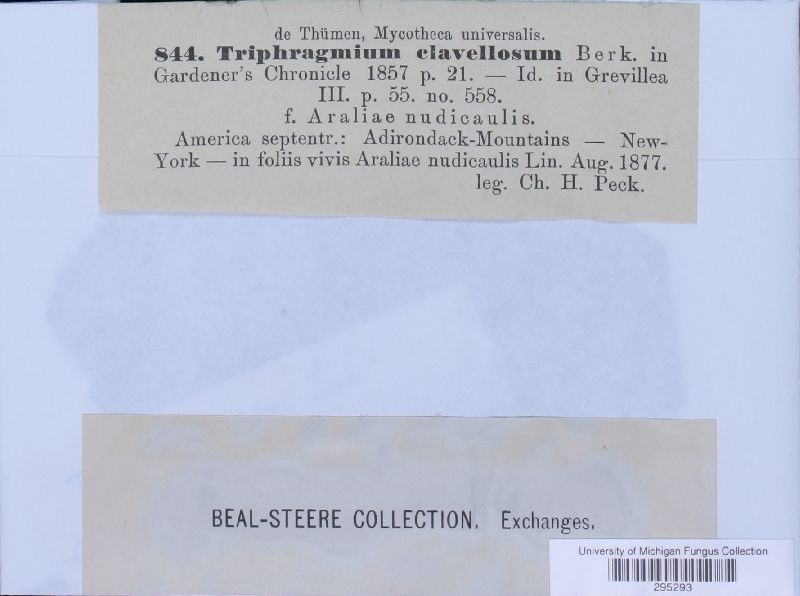 de Thümen, Mycotheca universalis.
844. Triphragmium clavellosum Berk. in
Gardener's Chronicle 1857 p. 21. — Id. in Grevillea
III. p. 55. no. 558.
f. Araliae nudicaulis.
America septentr.: Adirondack-Mountains — New-
York — in foliis vivis Araliae nudicaulis Lin. Aug. 1877.
leg. Ch. H. Peck.
BEAL-STEERE COLLECTION. Exchanges.
University of Michigan Fungus Collection
295293